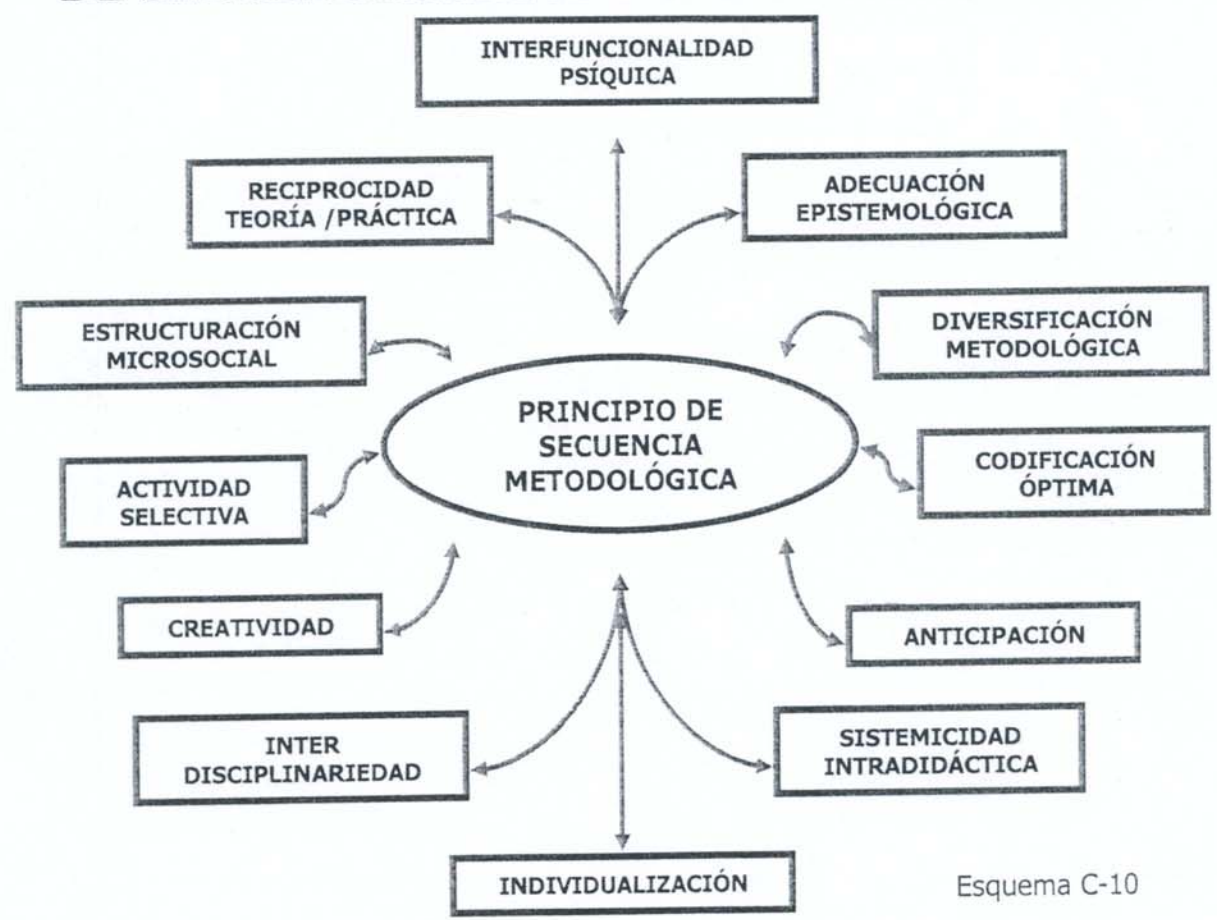 INTERFUNCIONALIDAD
PSÍQUICA
RECIPROCIDAD
TEORÍA /PRÁCTICA
ADECUACIÓN
EPISTEMOLÓGICA
ESTRUCTURACIÓN
MICROSOCIAL
DIVERSIFICACIÓN
METODOLÓGICA
PRINCIPIO DE
SECUENCIA
METODOLÓGICA
ACTIVIDAD
SELECTIVA
CODIFICACIÓN
ÓPTIMA
CREATIVIDAD
ANTICIPACIÓN
INTER
DISCIPLINARIEDAD
SISTEMICIDAD
INTRADIDÁCTICA
INDIVIDUALIZACIÓN
Esquema C-10